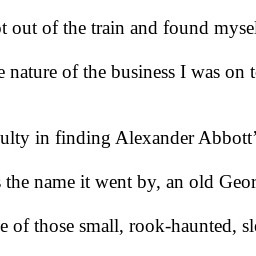 t out of the train and found mysel
e nature of the business I was on t
ulty in finding Alexander Abbott’
s the name it went by, an old Geor
e of those small, rook-haunted, sl